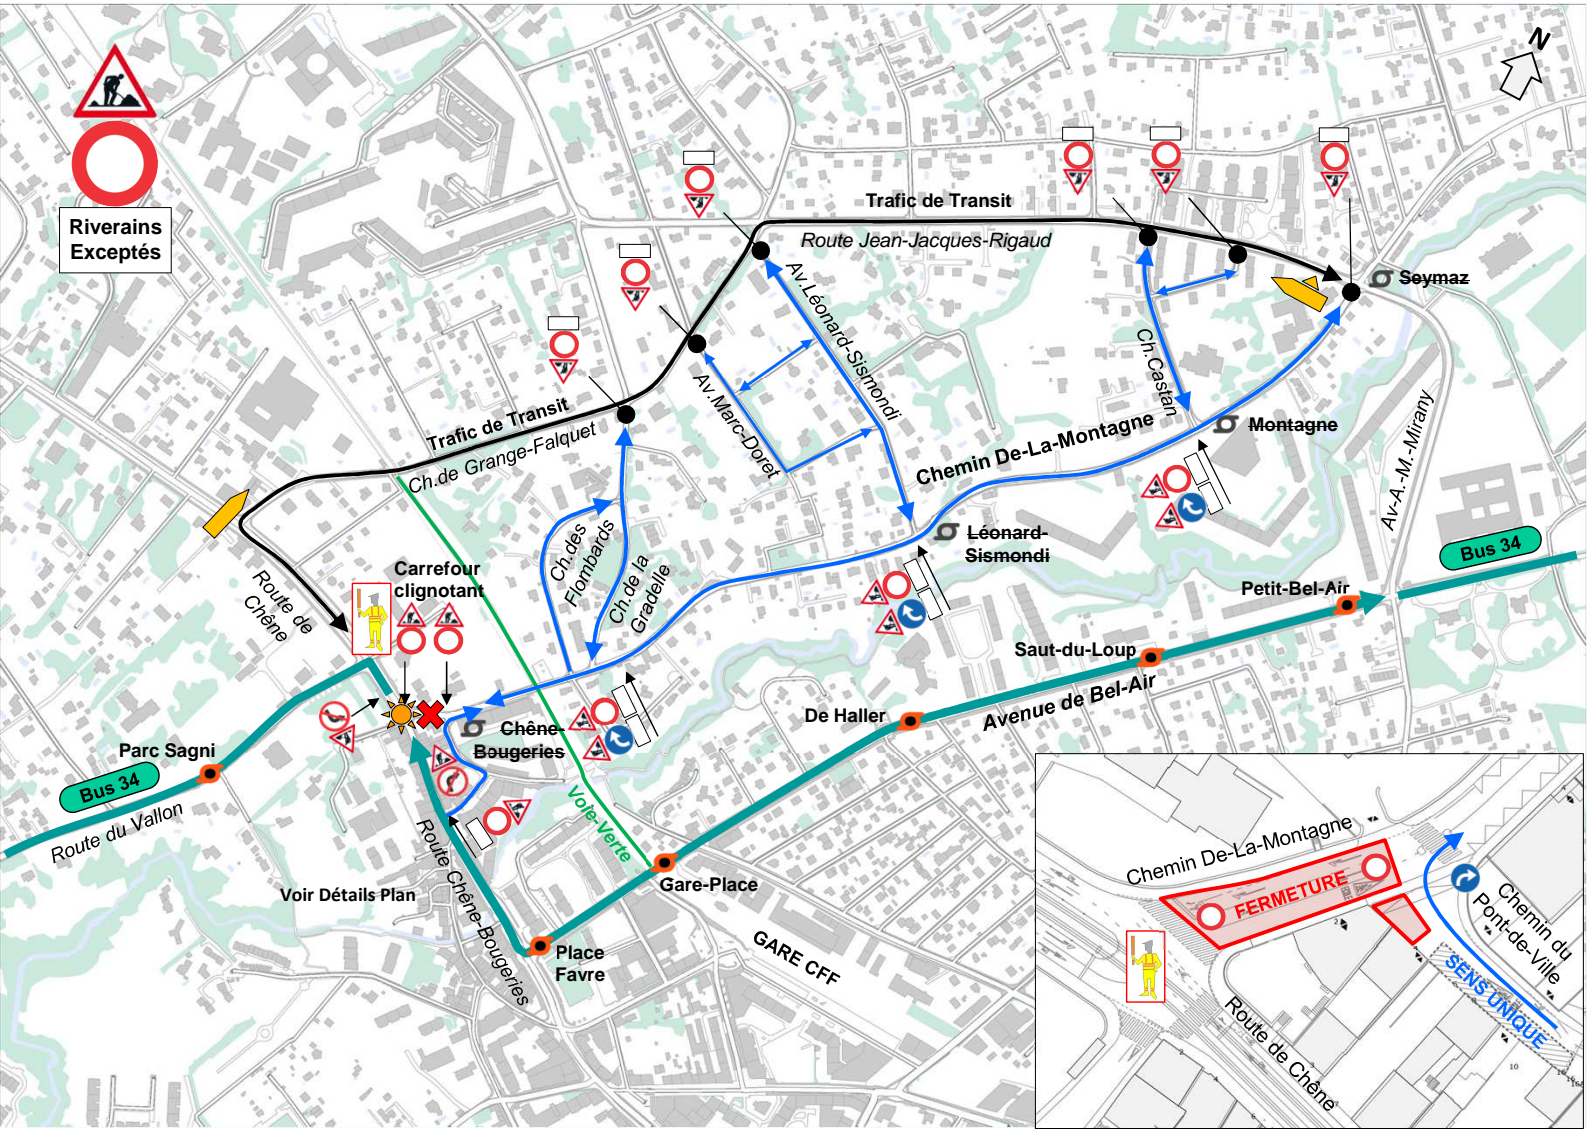 N
Riverains
Exceptés
Trafic de Transit
Route Jean-Jacques-Rigaud
Seymaz
Av.Léonard-Sismondi
Ch.Castan
Av.Marc-Doret
Trafic de Transit
Ch.de Grange-Falquet
Chemin De-La-Montagne
Montagne
Av-A.-M.-Mirany
Léonard-
Sismondi
Bus 34
Ch.des
Flombards
Ch.de la
Gradelle
Carrefour
clignotant
Route de
Chêne
Petit-Bel-Air
Saut-du-Loup
Avenue de Bel-Air
De Haller
Chêne-
Bougeries
Parc Sagni
Bus 34
Route du Vallon
Voie-Verte
Route Chêne-Bougeries
Voir Détails Plan
Gare-Place
Place
Favre
GARE CFF
Chemin De-La-Montagne
FERMETURE
Chemin du
Pont-de-Ville
SENS UNIQUE
Route de Chêne
10